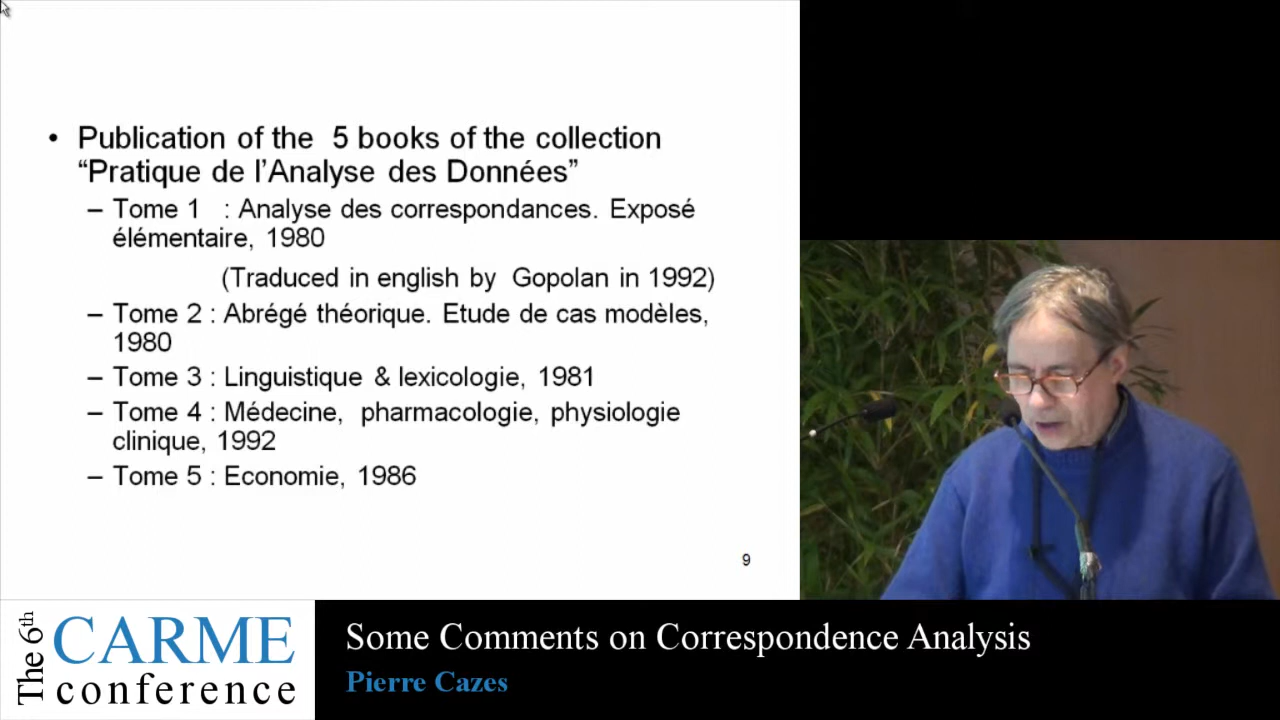 • Publication of the 5 books of the collection
“Pratique de l’Analyse des Données”
– Tome 1 : Analyse des correspondances. Exposé
élémentaire, 1980
(Traduced in english by Gopolan in 1992)
– Tome 2 : Abrégé théorique. Etude de cas modèles,
1980
– Tome 3 : Linguistique & lexicologie, 1981
– Tome 4 : Médecine, pharmacologie, physiologie
clinique, 1992
– Tome 5 : Economie, 1986
9
The 6th
CARME
conference
Some Comments on Correspondence Analysis
Pierre Cazes